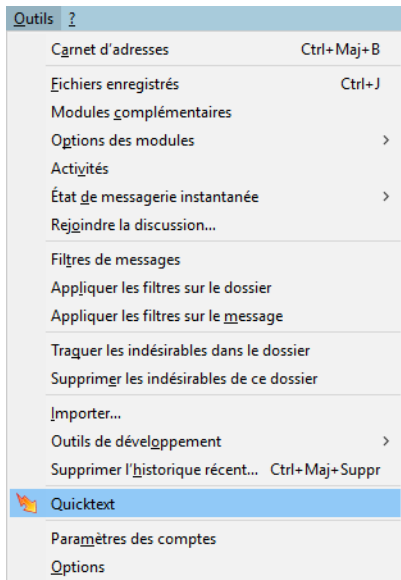 Outils ?
Carnet d'adresses Ctrl+Maj+B
Fichiers enregistrés Ctrl+J
Modules complémentaires
Options des modules
Activités
État de messagerie instantanée
Rejoindre la discussion...
Filtres de messages
Appliquer les filtres sur le dossier
Appliquer les filtres sur le message
Traquer les indésirables dans le dossier
Supprimer les indésirables de ce dossier
Importer...
Outils de développement
Supprimer l'historique récent... Ctrl+Maj+Suppr
Quicktext
Paramètres des comptes
Options